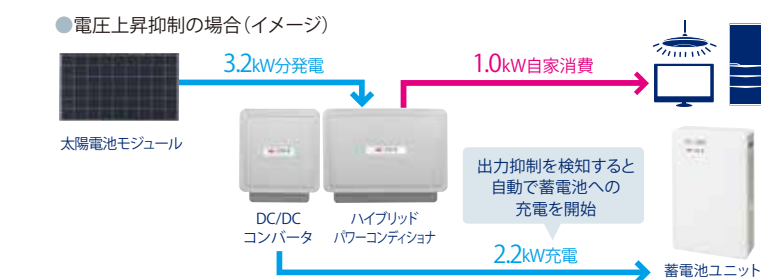 ●電圧上昇抑制の場合（イメージ）
3.2kW分発電
1.0kW自家消費
太陽電池モジュール
出力抑制を検知すると
自動で蓄電池への
充電を開始
DC/DC
コンバータ
ハイブリッド
パワーコンディショナ
2.2kW充電
蓄電池ユニット